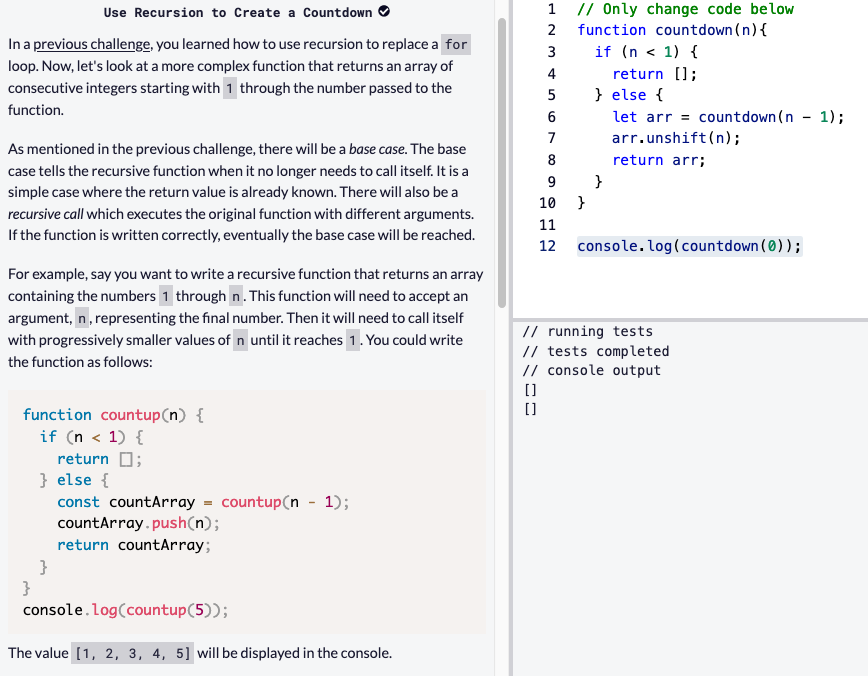 Use Recursion to Create a Countdown
In a previous challenge, you learned how to use recursion to replace a for
loop. Now, let's look at a more complex function that returns an array of
consecutive integers starting with 1 through the number passed to the
function.
As mentioned in the previous challenge, there will be a base case. The base
case tells the recursive function when it no longer needs to call itself. It is a
simple case where the return value is already known. There will also be a
recursive call which executes the original function with different arguments.
If the function is written correctly, eventually the base case will be reached.
For example, say you want to write a recursive function that returns an array
containing the numbers 1 through n. This function will need to accept an
argument, n, representing the final number. Then it will need to call itself
with progressively smaller values of n until it reaches 1. You could write
the function as follows:
function countup(n) {
  if (n < 1) {
    return [];
  } else {
    const countArray = countup(n - 1);
    countArray.push(n);
    return countArray;
  }
}
console.log(countup(5));
The value [1, 2, 3, 4, 5] will be displayed in the console.
1 // Only change code below
2 function countdown(n){
3   if (n < 1) {
4     return [];
5   } else {
6     let arr = countdown(n - 1);
7     arr.unshift(n);
8     return arr;
9   }
10 }
11
12 console.log(countdown(0));
// running tests
// tests completed
// console output
[]
[]